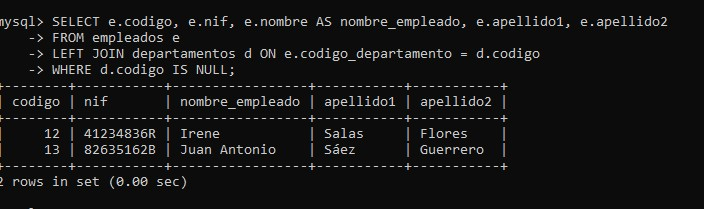 mysql> SELECT e.codigo, e.nif, e.nombre AS nombre_empleado, e.apellido1, e.apellido2
-> FROM empleados e
-> LEFT JOIN departamentos d ON e.codigo_departamento = d.codigo
-> WHERE d.codigo IS NULL;
+--------+-----------+-----------------+-----------+-----------+
| codigo | nif | nombre_empleado | apellido1 | apellido2 |
+--------+-----------+-----------------+-----------+-----------+
| 12 | 41234836R | Irene | Salas | Flores |
| 13 | 82635162B | Juan Antonio | Sáez | Guerrero |
+--------+-----------+-----------------+-----------+-----------+
2 rows in set (0.00 sec)